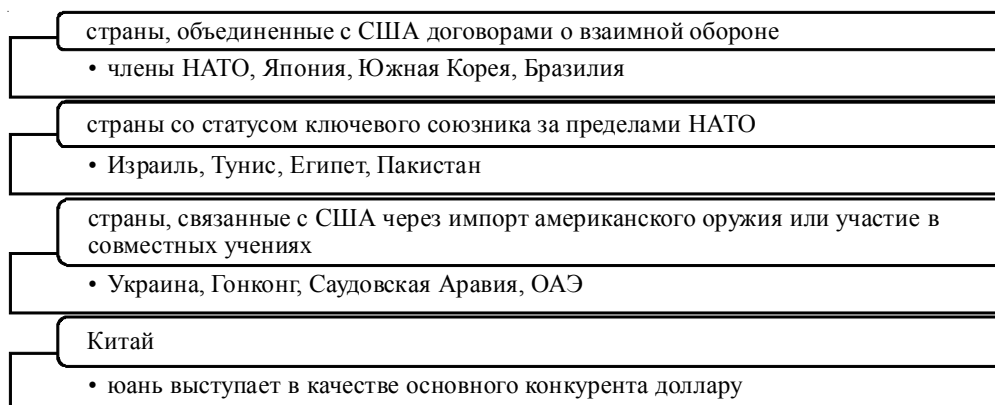 страны, объединенные с США договорами о взаимной обороне
• члены НАТО, Япония, Южная Корея, Бразилия
страны со статусом ключевого союзника за пределами НАТО
• Израиль, Тунис, Египет, Пакистан
страны, связанные с США через импорт американского оружия или участие в
совместных учениях
• Украина, Гонконг, Саудовская Аравия, ОАЭ
Китай
• юань выступает в качестве основного конкурента доллару